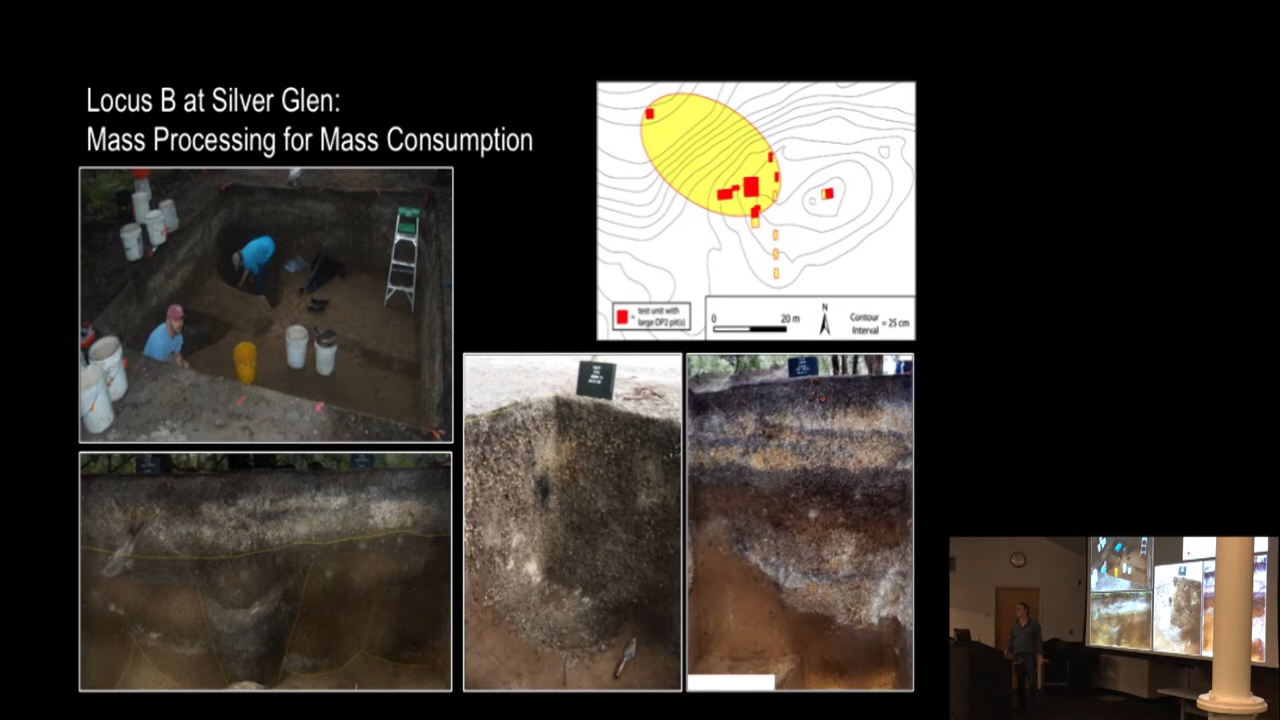 Locus B at Silver Glen:
Mass Processing for Mass Consumption
= test unit with
large OP2 pit(s)
0 20 m
N
Contour
Interval = 25 cm